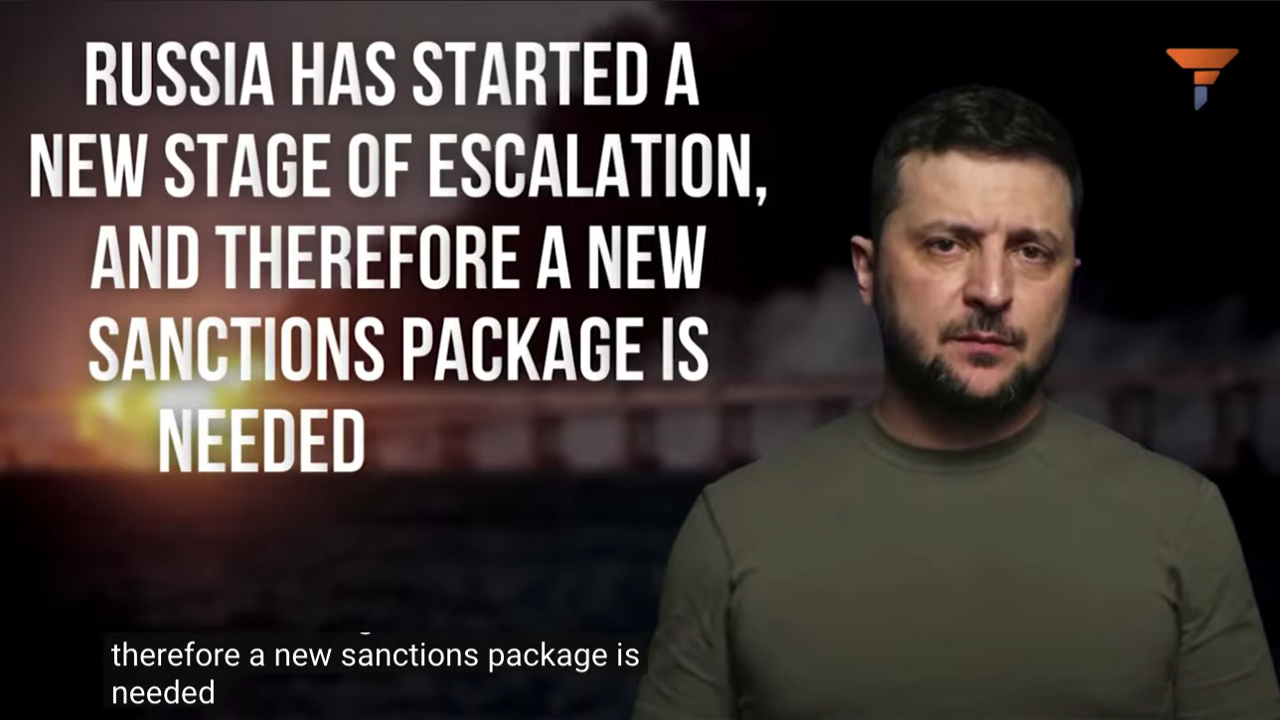 RUSSIA HAS STARTED A
NEW STAGE OF ESCALATION,
AND THEREFORE A NEW
SANCTIONS PACKAGE IS
NEEDED
therefore a new sanctions package is
needed